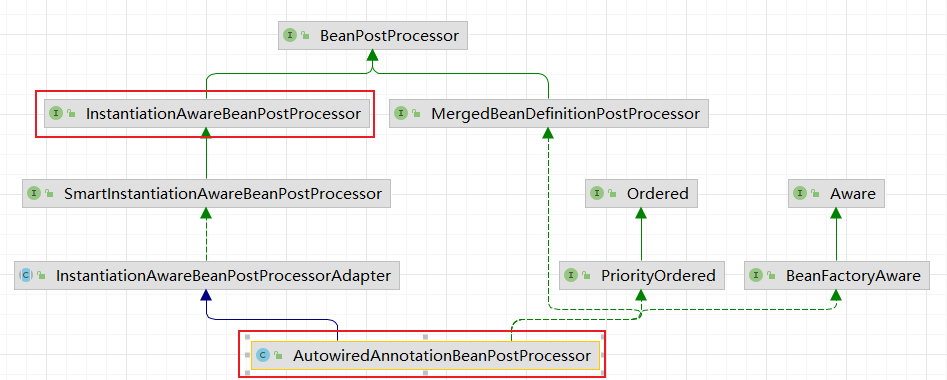 I BeanPostProcessor
I InstantiationAwareBeanPostProcessor
I MergedBeanDefinitionPostProcessor
I SmartInstantiationAwareBeanPostProcessor
I Ordered
I Aware
C InstantiationAwareBeanPostProcessorAdapter
I PriorityOrdered
I BeanFactoryAware
C AutowiredAnnotationBeanPostProcessor